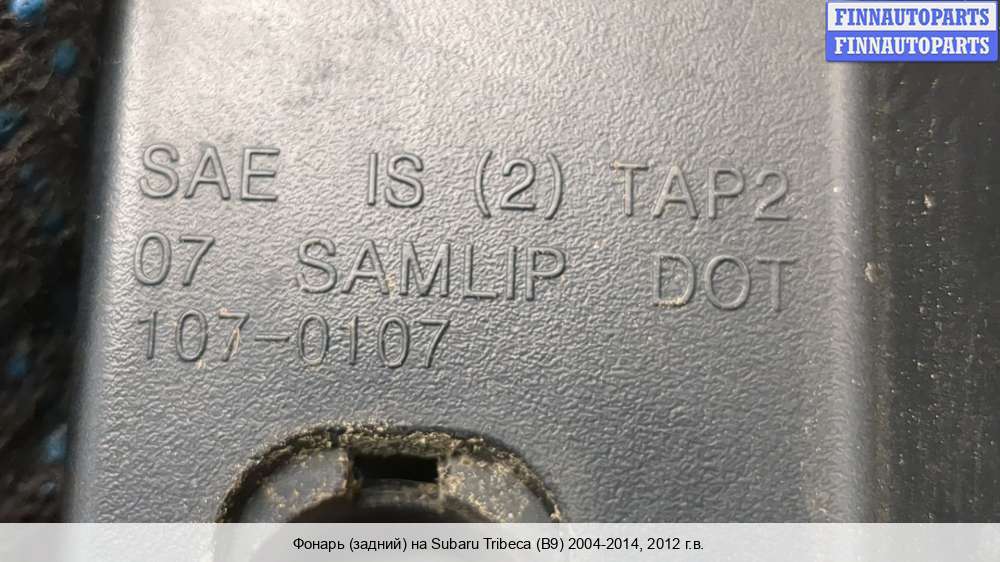 FINNAUTOPARTS
FINNAUTOPARTS
SAE IS (2) TAP2
07 SAMLIP DOT
107-0107
Фонарь (задний) на Subaru Tribeca (B9) 2004-2014, 2012 г.в.